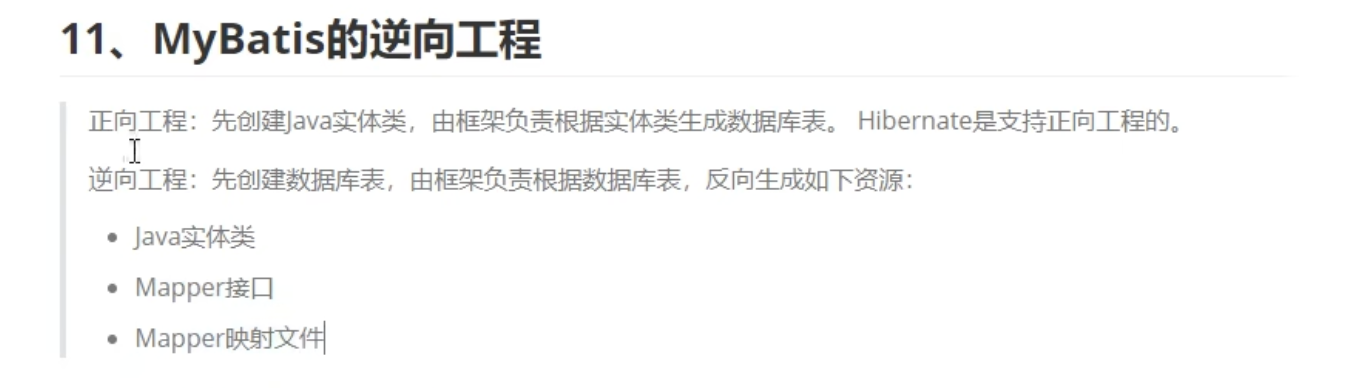 11、MyBatis的逆向工程
正向工程：先创建Java实体类，由框架负责根据实体类生成数据库表。 Hibernate是支持正向工程的。
逆向工程：先创建数据库表，由框架负责根据数据库表，反向生成如下资源：
• Java实体类
• Mapper接口
• Mapper映射文件